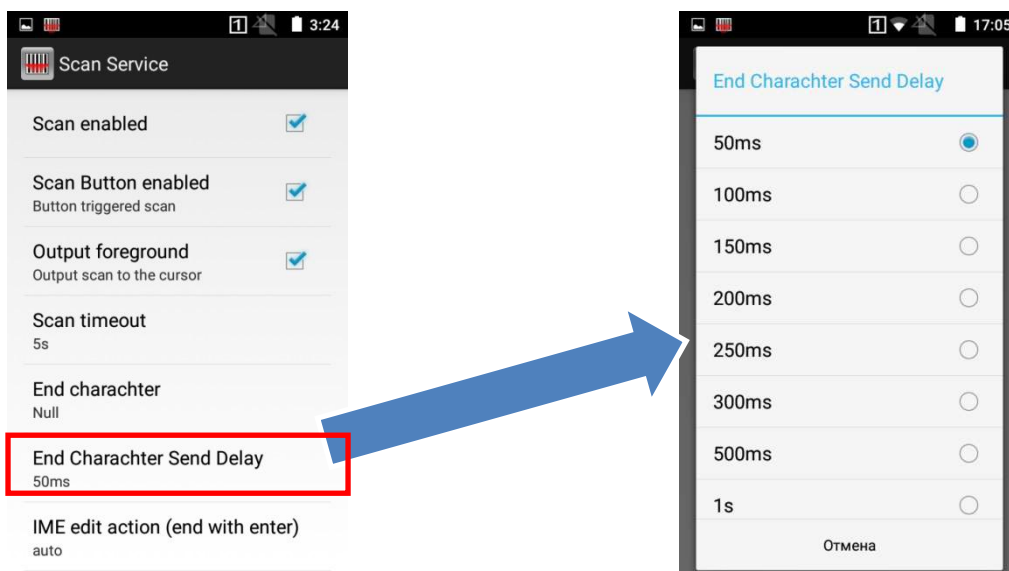 1 3:24
Scan Service
Scan enabled
Scan Button enabled
Button triggered scan
Output foreground
Output scan to the cursor
Scan timeout
5s
End charachter
Null
End Charachter Send Delay
50ms
IME edit action (end with enter)
auto
1 17:05
End Charachter Send Delay
50ms
100ms
150ms
200ms
250ms
300ms
500ms
1s
Отмена